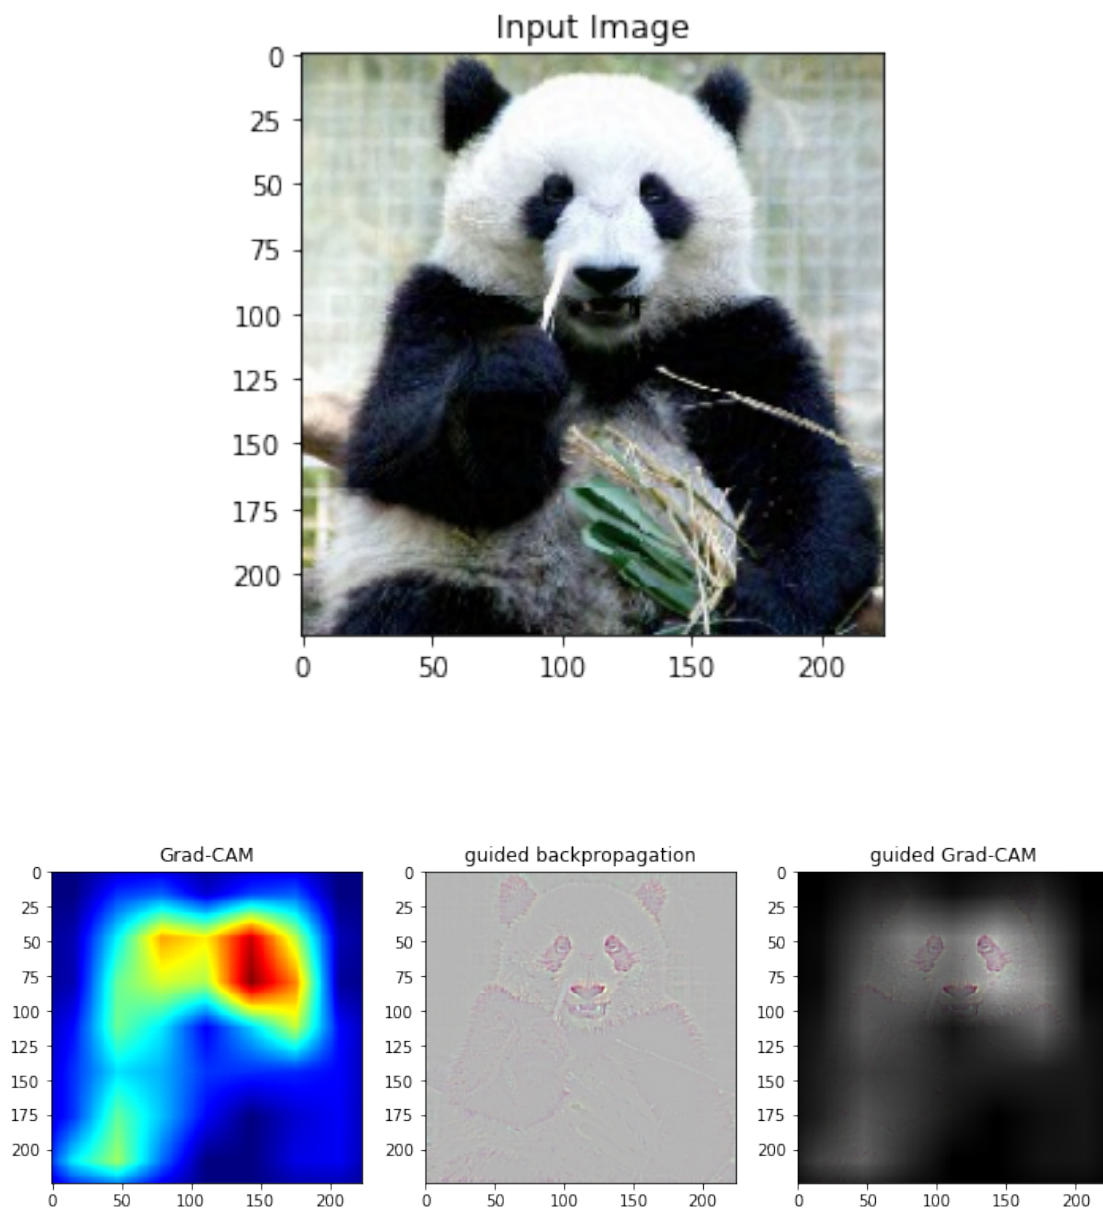 Input Image
0
25
50
75
100
125
150
175
200
0 50 100 150 200
Grad-CAM guided backpropagation guided Grad-CAM
0 0 0
25 25 25
50 50 50
75 75 75
100 100 100
125 125 125
150 150 150
175 175 175
200 200 200
0 50 100 150 200 0 50 100 150 200 0 50 100 150 200